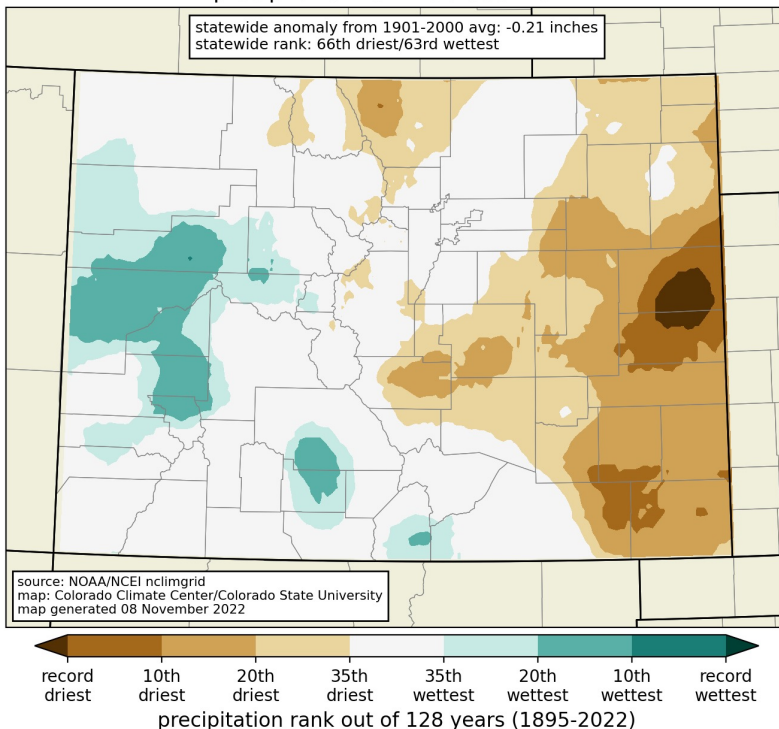 statewide anomaly from 1901-2000 avg: -0.21 inches
statewide rank: 66th driest/63rd wettest
source: NOAA/NCEI nclimgrid
map: Colorado Climate Center/Colorado State University
map generated 08 November 2022
record 10th 20th 35th 35th 20th 10th record
driest driest driest driest wettest wettest wettest wettest
precipitation rank out of 128 years (1895-2022)